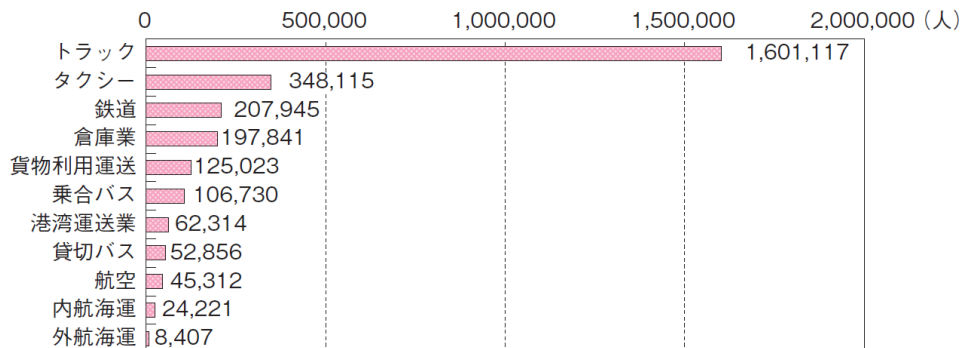 0 500,000 1,000,000 1,500,000 2,000,000（人）
トラック 1,601,117
タクシー 348,115
鉄道 207,945
倉庫業 197,841
貨物利用運送 125,023
乗合バス 106,730
港湾運送業 62,314
貸切バス 52,856
航空 45,312
内航海運 24,221
外航海運 8,407